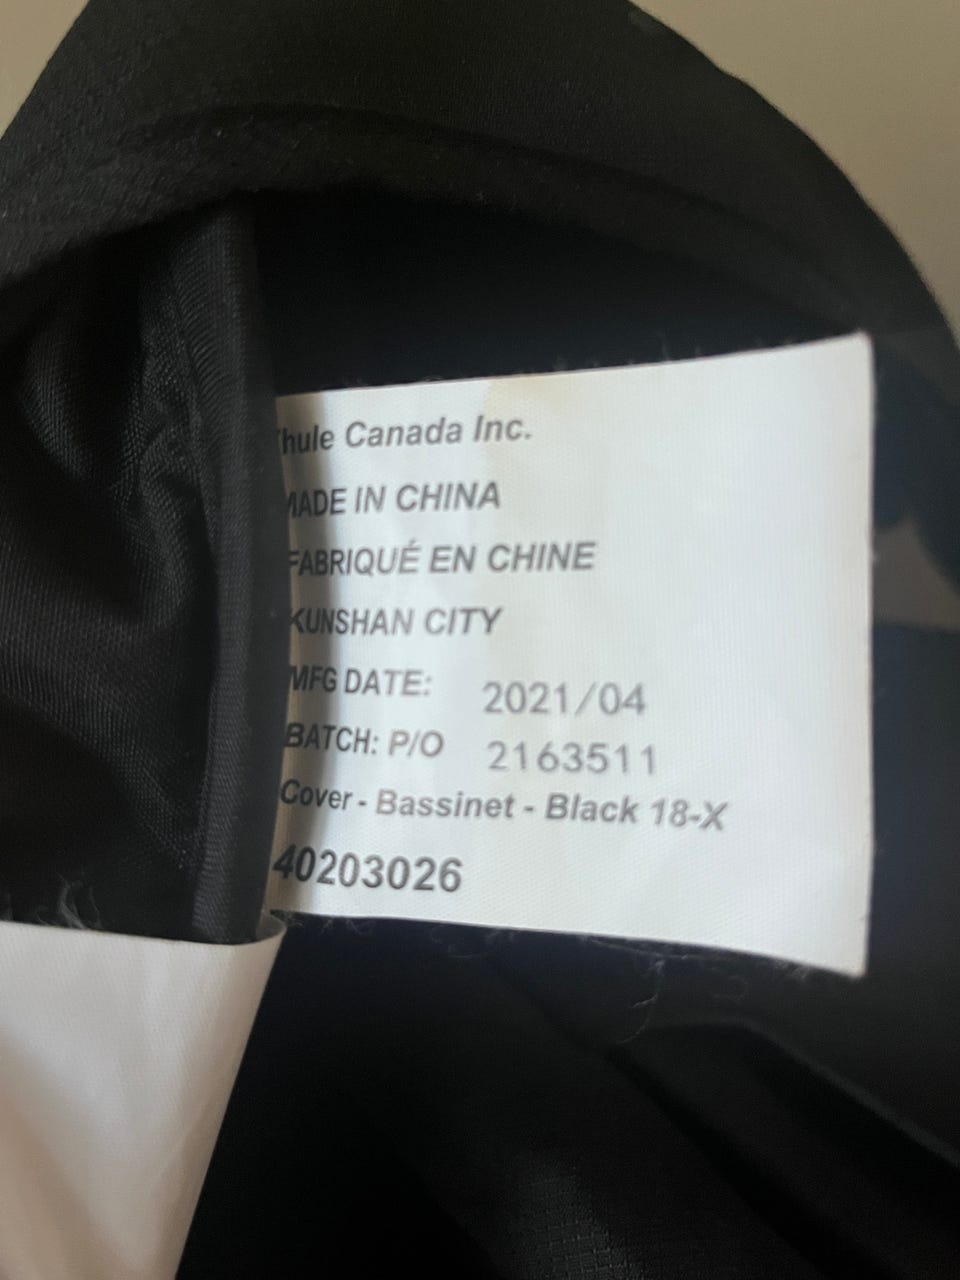 Thule Canada Inc.
MADE IN CHINA
FABRIQUÉ EN CHINE
KUNSHAN CITY
MFG DATE: 2021/04
BATCH: P/O 2163511
Cover - Bassinet - Black 18-X
40203026